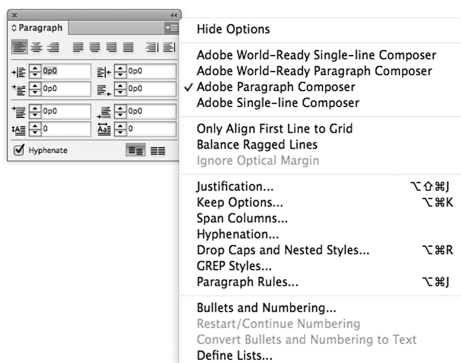 Paragraph
0p0 0p0
0p0 0p0
0p0 0p0
0 0
Hyphenate
Hide Options
Adobe World-Ready Single-line Composer
Adobe World-Ready Paragraph Composer
✓ Adobe Paragraph Composer
Adobe Single-line Composer
Only Align First Line to Grid
Balance Ragged Lines
Ignore Optical Margin
Justification... ⌥⇧⌘J
Keep Options... ⌥⌘K
Span Columns...
Hyphenation...
Drop Caps and Nested Styles... ⌥⌘R
GREP Styles...
Paragraph Rules... ⌥⌘J
Bullets and Numbering...
Restart/Continue Numbering
Convert Bullets and Numbering to Text
Define Lists...